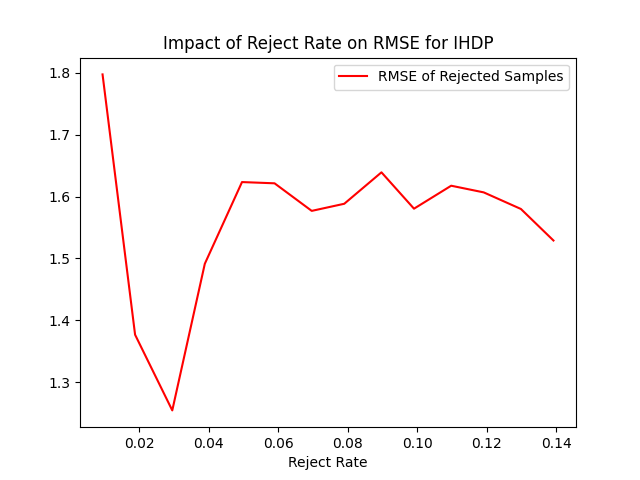 Impact of Reject Rate on RMSE for IHDP
RMSE of Rejected Samples
1.8
1.7
1.6
1.5
1.4
1.3
0.02 0.04 0.06 0.08 0.10 0.12 0.14
Reject Rate